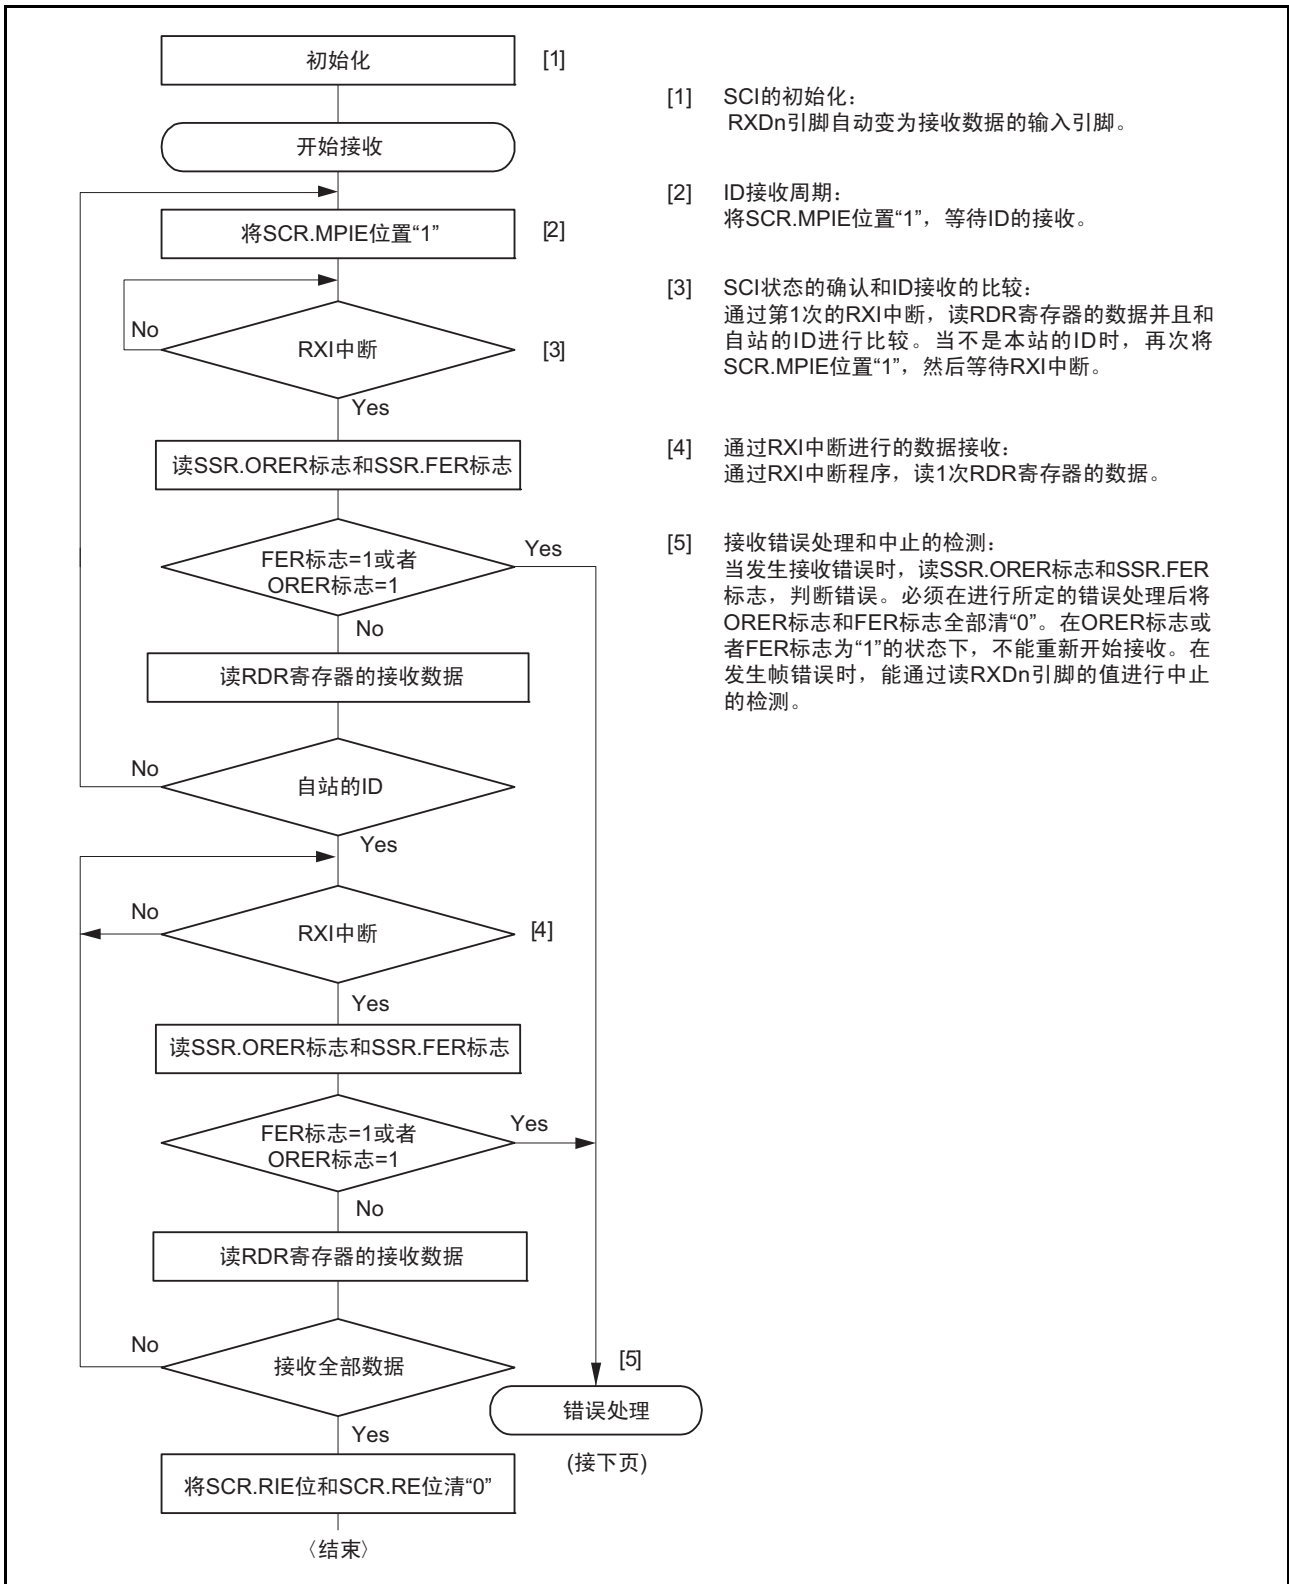 初始化
[1]
开始接收
将SCR.MPIE位置“1”
[2]
No
RXI中断
[3]
Yes
读SSR.ORER标志和SSR.FER标志
FER标志=1或者
ORER标志=1
Yes
No
读RDR寄存器的接收数据
No
自站的ID
Yes
No
RXI中断
[4]
Yes
读SSR.ORER标志和SSR.FER标志
FER标志=1或者
ORER标志=1
Yes
No
读RDR寄存器的接收数据
No
接收全部数据
Yes
[5]
错误处理
(接下页)
将SCR.RIE位和SCR.RE位清“0”
〈结束〉
[1] SCI的初始化：
RXDn引脚自动变为接收数据的输入引脚。
[2] ID接收周期：
将SCR.MPIE位置“1”，等待ID的接收。
[3] SCI状态的确认和ID接收的比较：
通过第1次的RXI中断，读RDR寄存器的数据并且和
自站的ID进行比较。当不是本站的ID时，再次将
SCR.MPIE位置“1”，然后等待RXI中断。
[4] 通过RXI中断进行的数据接收：
通过RXI中断程序，读1次RDR寄存器的数据。
[5] 接收错误处理和中止的检测：
当发生接收错误时，读SSR.ORER标志和SSR.FER
标志，判断错误。必须在进行所定的错误处理后将
ORER标志和FER标志全部清“0”。在ORER标志或
者FER标志为“1”的状态下，不能重新开始接收。在
发生帧错误时，能通过读RXDn引脚的值进行中止
的检测。